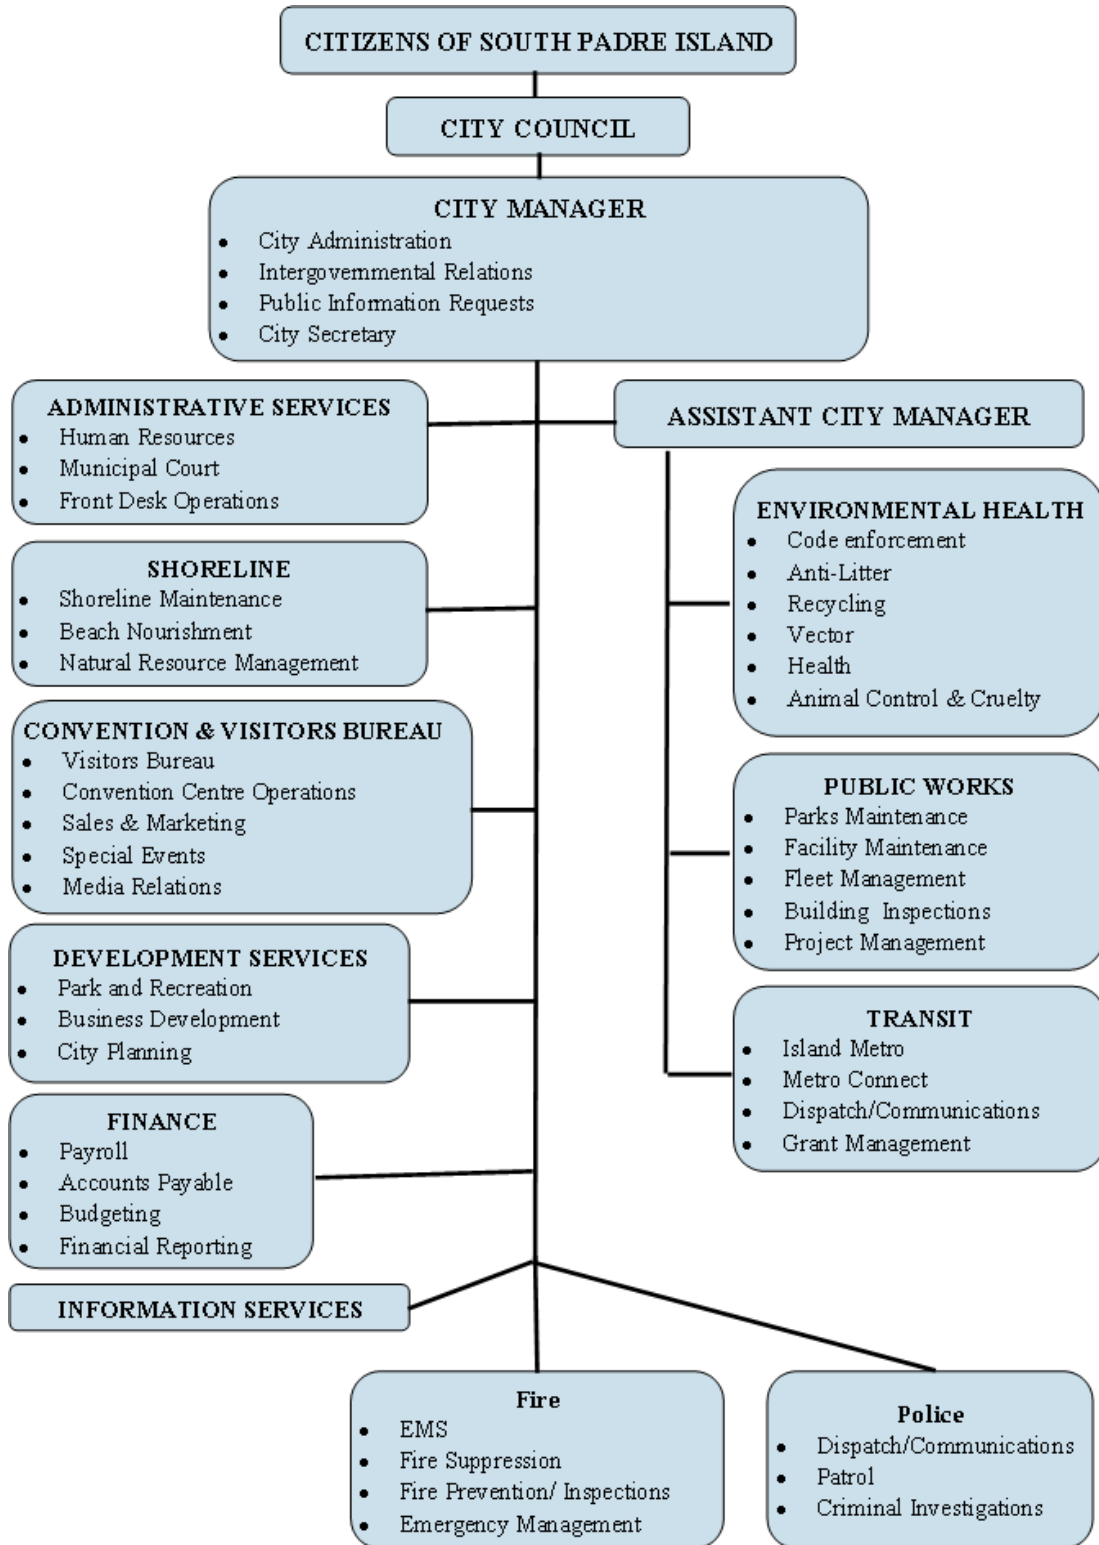 CITIZENS OF SOUTH PADRE ISLAND
CITY COUNCIL
CITY MANAGER
• City Administration
• Intergovernmental Relations
• Public Information Requests
• City Secretary
ADMINISTRATIVE SERVICES
• Human Resources
• Municipal Court
• Front Desk Operations
SHORELINE
• Shoreline Maintenance
• Beach Nourishment
• Natural Resource Management
CONVENTION & VISITORS BUREAU
• Visitors Bureau
• Convention Centre Operations
• Sales & Marketing
• Special Events
• Media Relations
DEVELOPMENT SERVICES
• Park and Recreation
• Business Development
• City Planning
FINANCE
• Payroll
• Accounts Payable
• Budgeting
• Financial Reporting
INFORMATION SERVICES
ASSISTANT CITY MANAGER
ENVIRONMENTAL HEALTH
• Code enforcement
• Anti-Litter
• Recycling
• Vector
• Health
• Animal Control & Cruelty
PUBLIC WORKS
• Parks Maintenance
• Facility Maintenance
• Fleet Management
• Building Inspections
• Project Management
TRANSIT
• Island Metro
• Metro Connect
• Dispatch/Communications
• Grant Management
Fire
• EMS
• Fire Suppression
• Fire Prevention/ Inspections
• Emergency Management
Police
• Dispatch/Communications
• Patrol
• Criminal Investigations